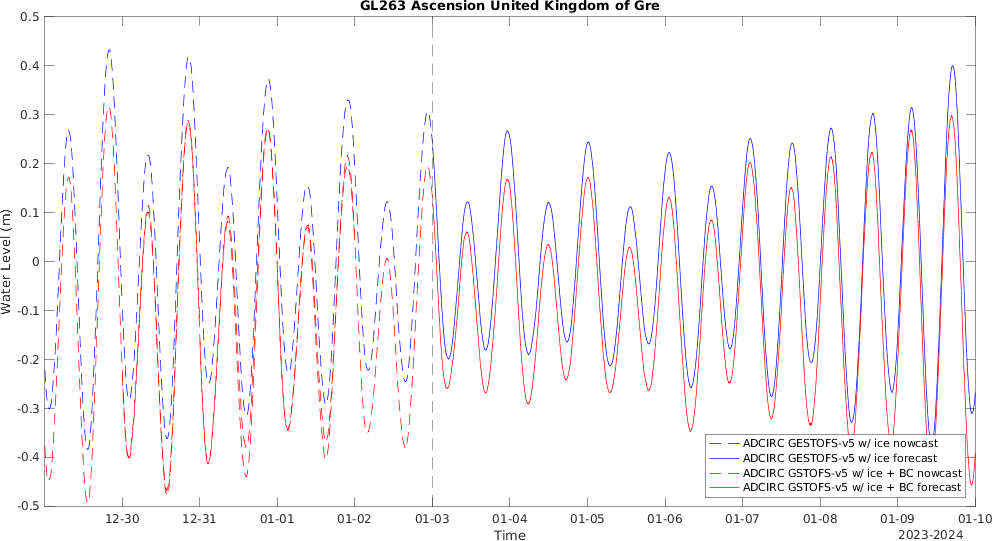 GL263 Ascension United Kingdom of Gre
Water Level (m)
0.5
0.4
0.3
0.2
0.1
0
-0.1
-0.2
-0.3
-0.4
-0.5
ADCIRC GESTOFS-v5 w/ ice nowcast
ADCIRC GESTOFS-v5 w/ ice forecast
ADCIRC GSTOFS-v5 w/ ice + BC nowcast
ADCIRC GSTOFS-v5 w/ ice + BC forecast
12-30 12-31 01-01 01-02 01-03 01-04 01-05 01-06 01-07 01-08 01-09 01-10
Time
2023-2024